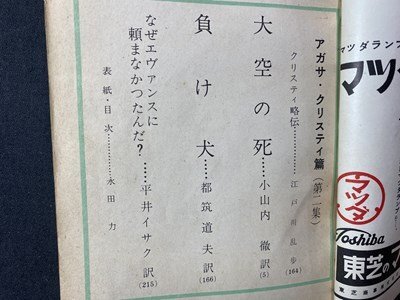 アガサ・クリスティ篇（第二集）
クリスティ略伝……江戸川乱歩(164)
大空の死……小山内徹訳(5)
負け犬……都筑道夫訳(166)
なぜエヴァンスに
頼まなかつたんだ？……平井イサク訳(215)
表紙・目次……永田力
マツダランプ
マツダ
マツダ
Toshiba
東芝の